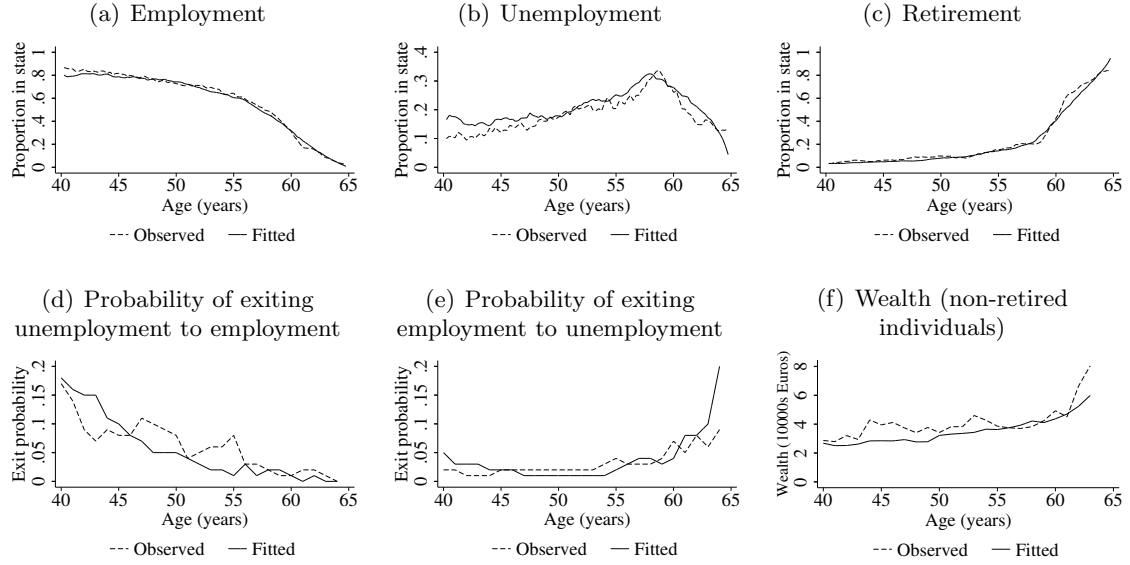 (a) Employment
Proportion in state
0 .2 .4 .6 .8 1
40 45 50 55 60 65
Age (years)
Observed Fitted
(b) Unemployment
Proportion in state
0 .1 .2 .3 .4
40 45 50 55 60 65
Age (years)
Observed Fitted
(c) Retirement
Proportion in state
0 .2 .4 .6 .8 1
40 45 50 55 60 65
Age (years)
Observed Fitted
(d) Probability of exiting
unemployment to employment
Exit probability
0 .05 .1 .15 .2
40 45 50 55 60 65
Age (years)
Observed Fitted
(e) Probability of exiting
employment to unemployment
Exit probability
0 .05 .1 .15 .2
40 45 50 55 60 65
Age (years)
Observed Fitted
(f) Wealth (non-retired
individuals)
Wealth (10000s Euros)
0 2 4 6 8
40 45 50 55 60 65
Age (years)
Observed Fitted